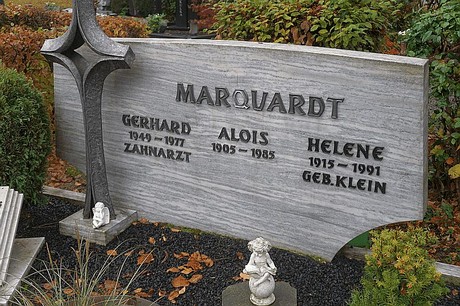 MARQUARDT
GERHARD
1949 – 1977
ZAHNARZT
ALOIS
1905 – 1985
HELENE
1915 – 1991
GEB. KLEIN